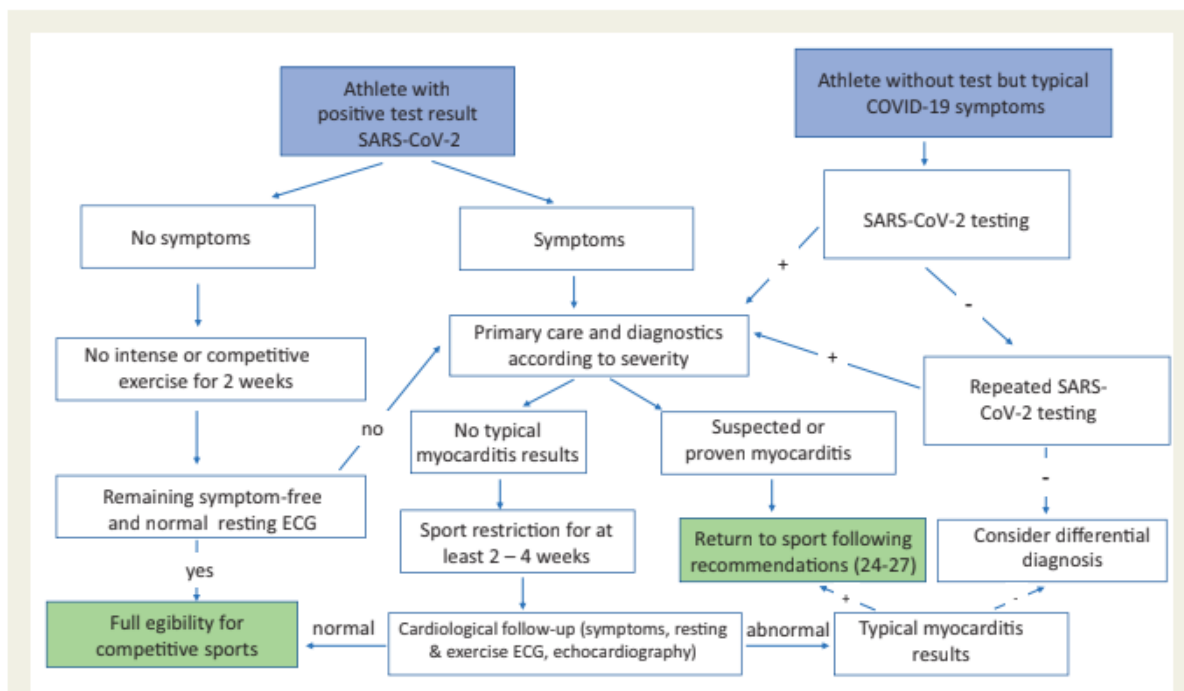 Athlete with
positive test result
SARS-CoV-2
Athlete without test but typical
COVID-19 symptoms
No symptoms
Symptoms
SARS-CoV-2 testing
+
-
No intense or competitive
exercise for 2 weeks
Primary care and diagnostics
according to severity
+
Repeated SARS-
CoV-2 testing
no
No typical
myocarditis results
Suspected or
proven myocarditis
-
Remaining symptom-free
and normal resting ECG
Sport restriction for at
least 2 – 4 weeks
Return to sport following
recommendations (24-27)
Consider differential
diagnosis
yes
+
-
Full egibility for
competitive sports
normal
Cardiological follow-up (symptoms, resting
& exercise ECG, echocardiography)
abnormal
Typical myocarditis
results